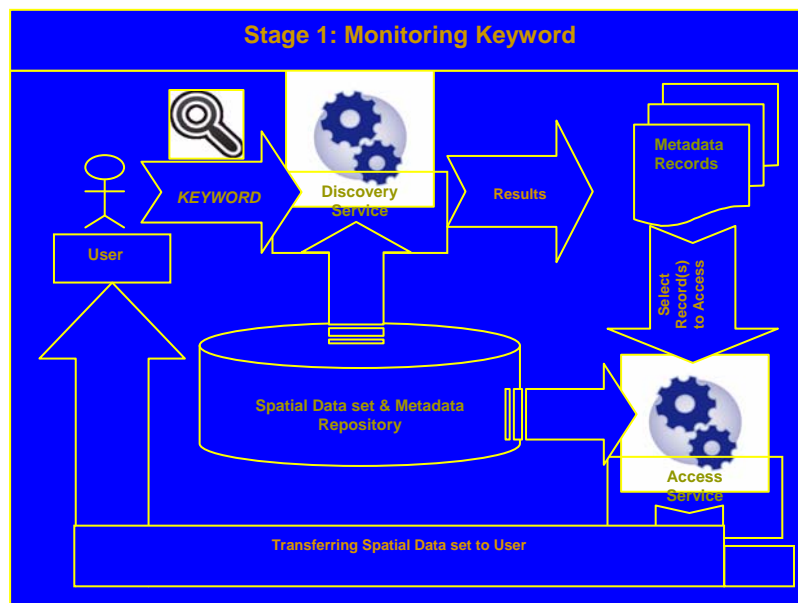 Stage 1: Monitoring Keyword
Metadata
Records
KEYWORD
Discovery
Service
Results
User
Select
Record(s)
to Access
Spatial Data set & Metadata
Repository
Access
Service
Transferring Spatial Data set to User